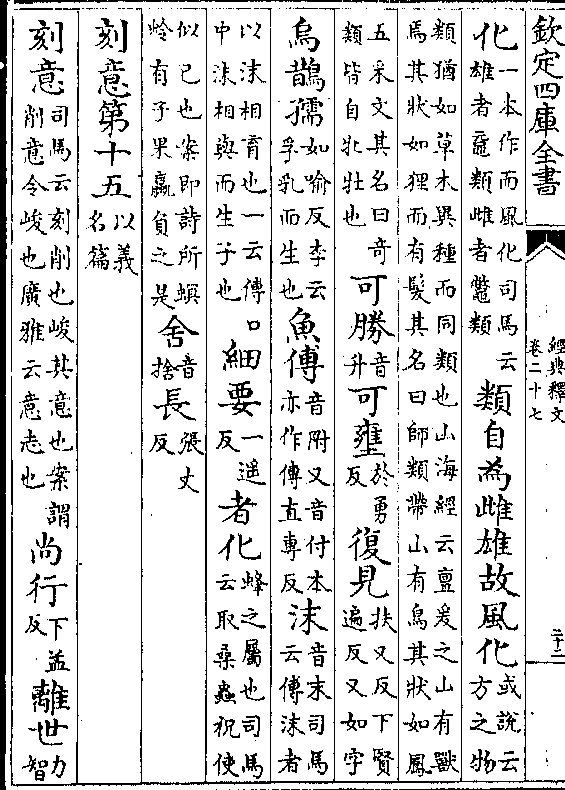 欽定四庫全書
經典釋文
卷二十七
二十二
化一本作而風化司馬云雄者鼉類雌者鼈類類自為雌雄故風化或說云方之物
類猶如草木異種而同類也山海經云亶爰之山有獸焉其狀如狸而有髮其名曰師類帶山有鳥其狀如鳳
五采文其名曰奇類皆自牝牡也可勝音升可壅於勇反復見扶又反下賢遍反又如字
烏鵲孺如喻反李云孚乳而生也魚傅音附又音付本亦作傳直專反沫音末司馬云傳沫者
以沫相育也一云傳口中沫相與而生子也細要一遥反者化蜂之屬也司馬云取桑蟲祝使
似已也案即詩所螟蛉有子果蠃負之是舍音捨長張丈反
刻意第十五以義名篇
刻意司馬云刻削也峻其意也案謂削意令峻也廣雅云意志也尚行下孟反離世力智